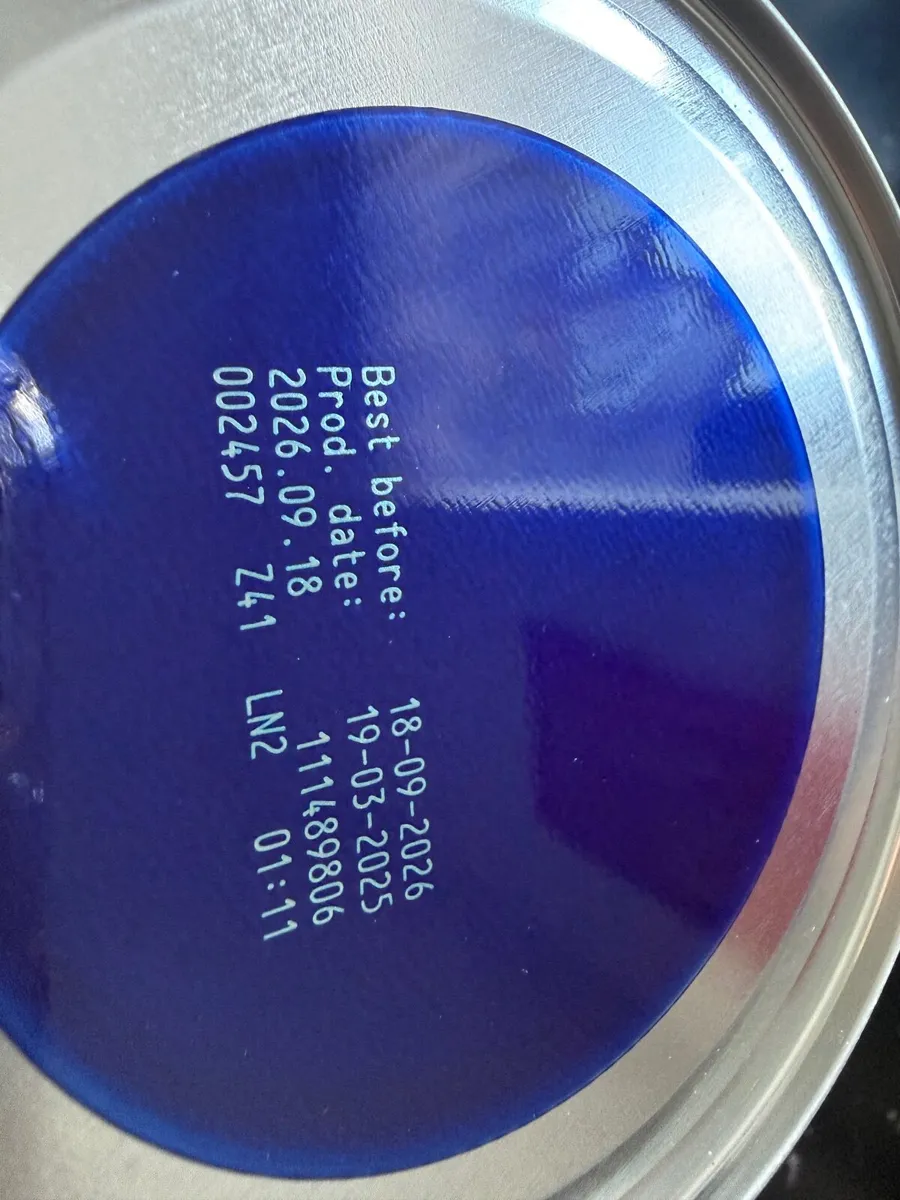 Best before: 18-09-2026
Prod. date: 19-03-2025
2026.09.18 111489806
002457 Z41 LN2 01:11